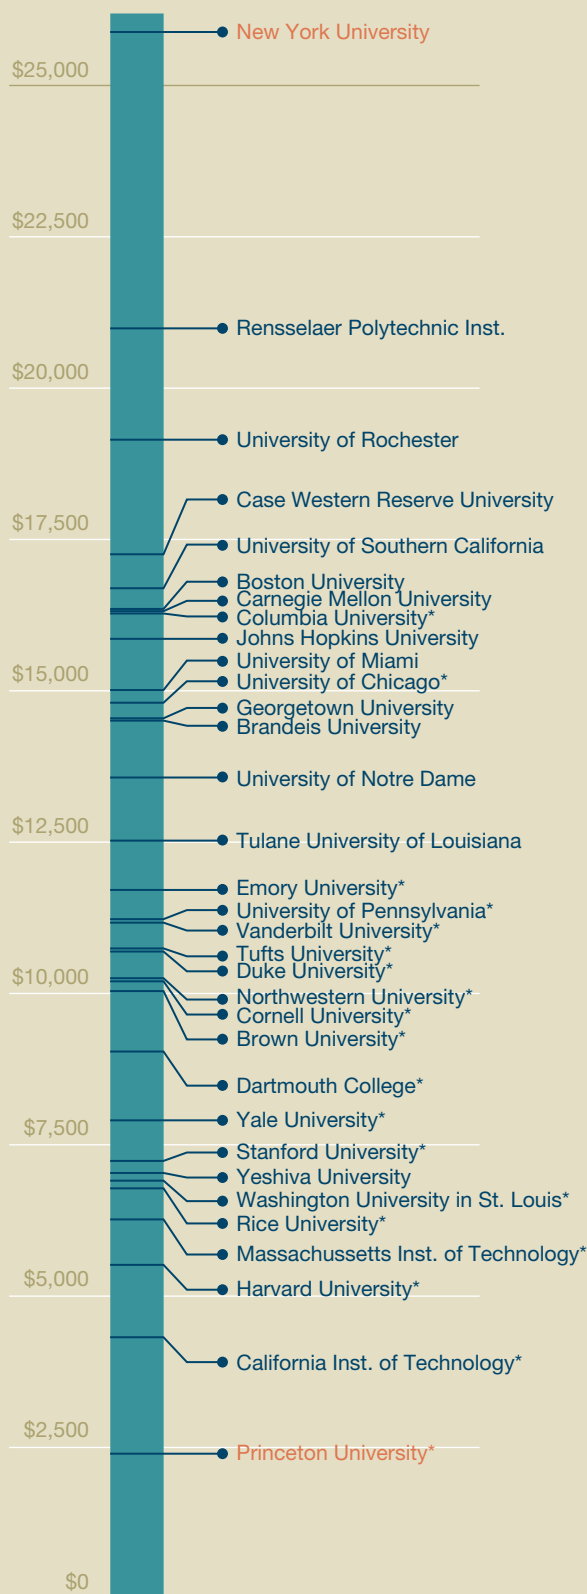 New York University
$25,000
$22,500
Rensselaer Polytechnic Inst.
$20,000
University of Rochester
Case Western Reserve University
$17,500
University of Southern California
Boston University
Carnegie Mellon University
Columbia University*
Johns Hopkins University
University of Miami
$15,000
University of Chicago*
Georgetown University
Brandeis University
University of Notre Dame
$12,500
Tulane University of Louisiana
Emory University*
University of Pennsylvania*
Vanderbilt University*
Tufts University*
Duke University*
$10,000
Northwestern University*
Cornell University*
Brown University*
Dartmouth College*
Yale University*
$7,500
Stanford University*
Yeshiva University
Washington University in St. Louis*
Rice University*
Massachussetts Inst. of Technology*
$5,000
Harvard University*
California Inst. of Technology*
$2,500
Princeton University*
$0